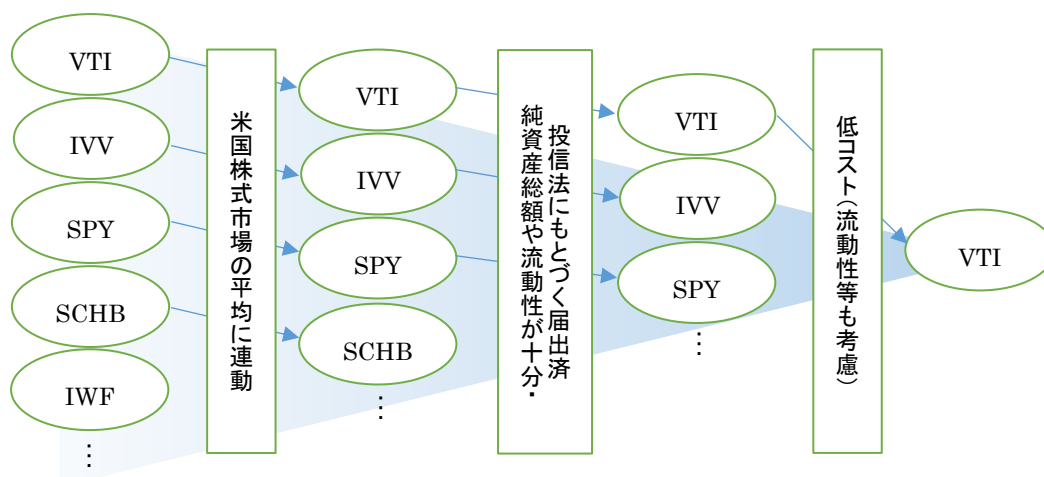 VTI
IVV
SPY
SCHB
IWF
⋮
米国株式市場の平均に連動
VTI
IVV
SPY
SCHB
⋮
投信法にもとづく届出済
純資産総額や流動性が十分・
VTI
IVV
SPY
⋮
低コスト(流動性等も考慮)
VTI